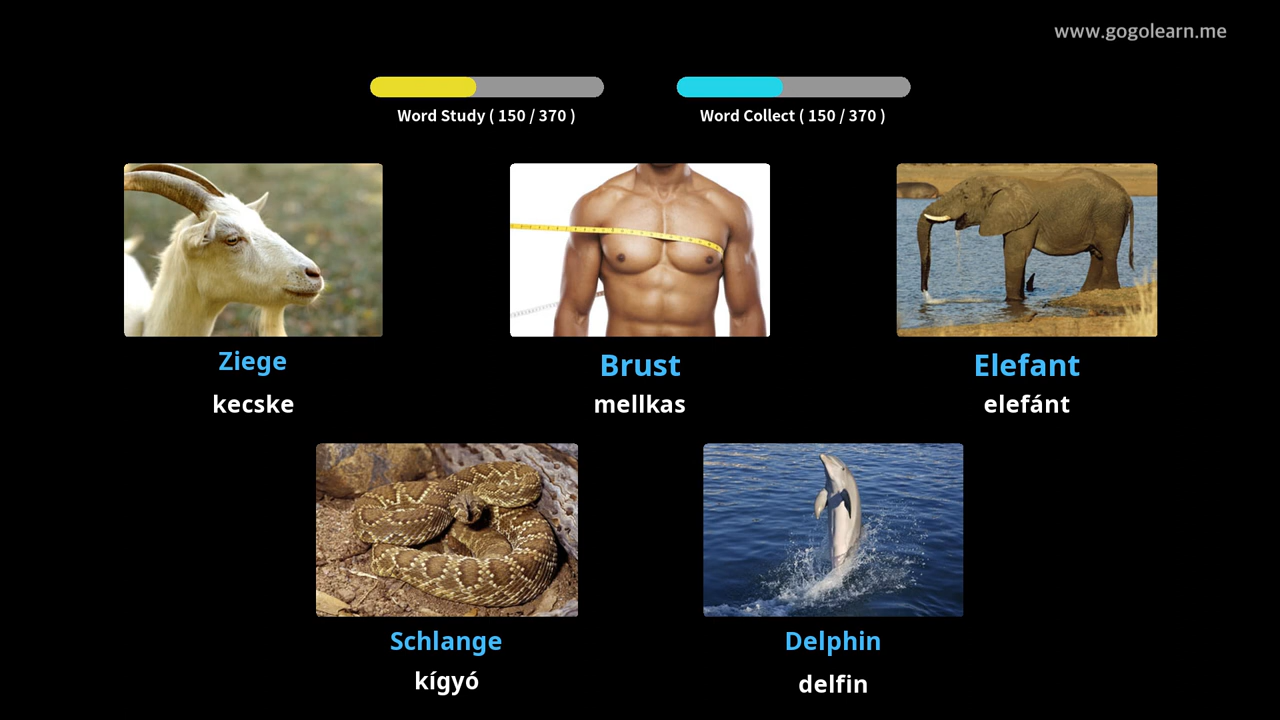 www.gogolearn.me
Word Study ( 150 / 370 )
Word Collect ( 150 / 370 )
Ziege
kecske
Brust
mellkas
Elefant
elefánt
Schlange
kígyó
Delphin
delfin